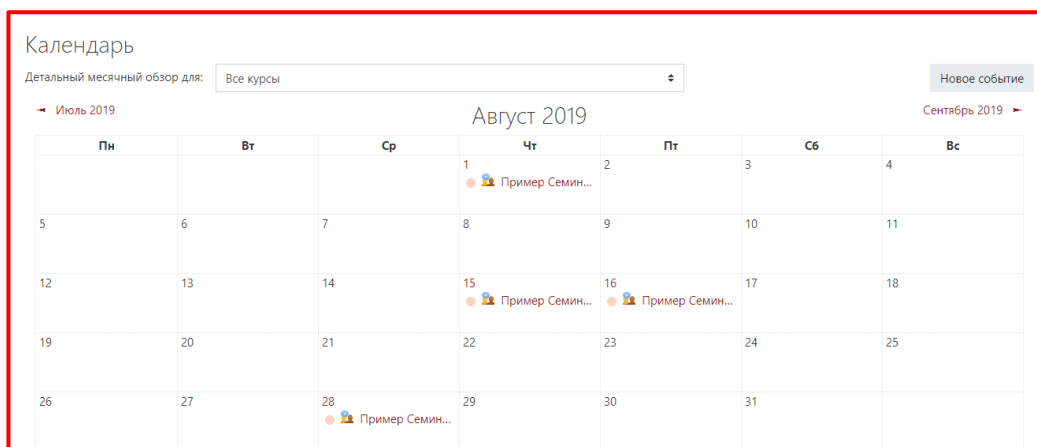 Календарь
Детальный месячный обзор для: Все курсы Новое событие
Июль 2019 Август 2019 Сентябрь 2019
Пн Вт Ср Чт Пт Сб Вс
1 2 3 4
Пример Семин...
5 6 7 8 9 10 11
12 13 14 15 16 17 18
Пример Семин... Пример Семин...
19 20 21 22 23 24 25
26 27 28 29 30 31
Пример Семин...